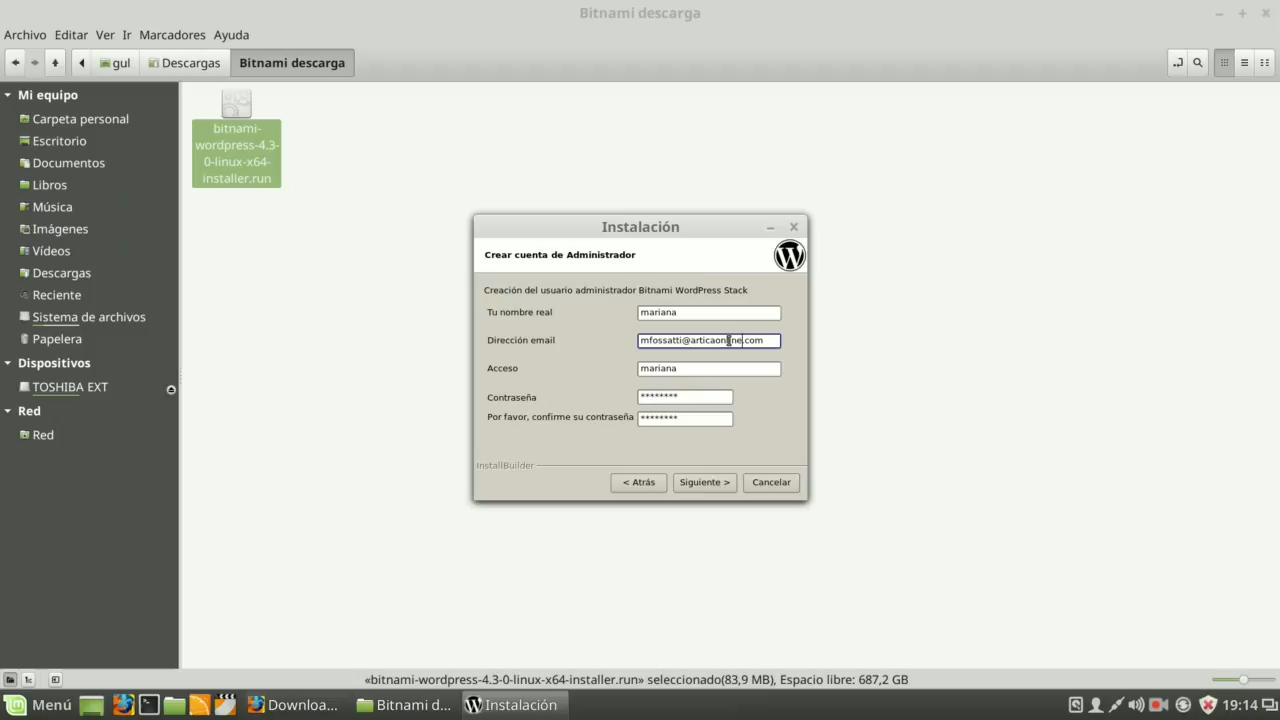 Bitnami descarga
Archivo Editar Ver Ir Marcadores Ayuda
gul Descargas Bitnami descarga
Mi equipo
Carpeta personal
Escritorio
Documentos
Libros
Música
Imágenes
Vídeos
Descargas
Reciente
Sistema de archivos
Papelera
Dispositivos
TOSHIBA EXT
Red
Red
bitnami-
wordpress-4.3-
0-linux-x64-
installer.run
Instalación
Crear cuenta de Administrador
Creación del usuario administrador Bitnami WordPress Stack
Tu nombre real mariana
Dirección email mfossatti@articaonline.com
Acceso mariana
Contraseña ********
Por favor, confirme su contraseña ********
InstallBuilder
< Atrás Siguiente > Cancelar
«bitnami-wordpress-4.3-0-linux-x64-installer.run» seleccionado(83,9 MB), Espacio libre: 687,2 GB
Menú Downloa... Bitnami d... Instalación 19:14